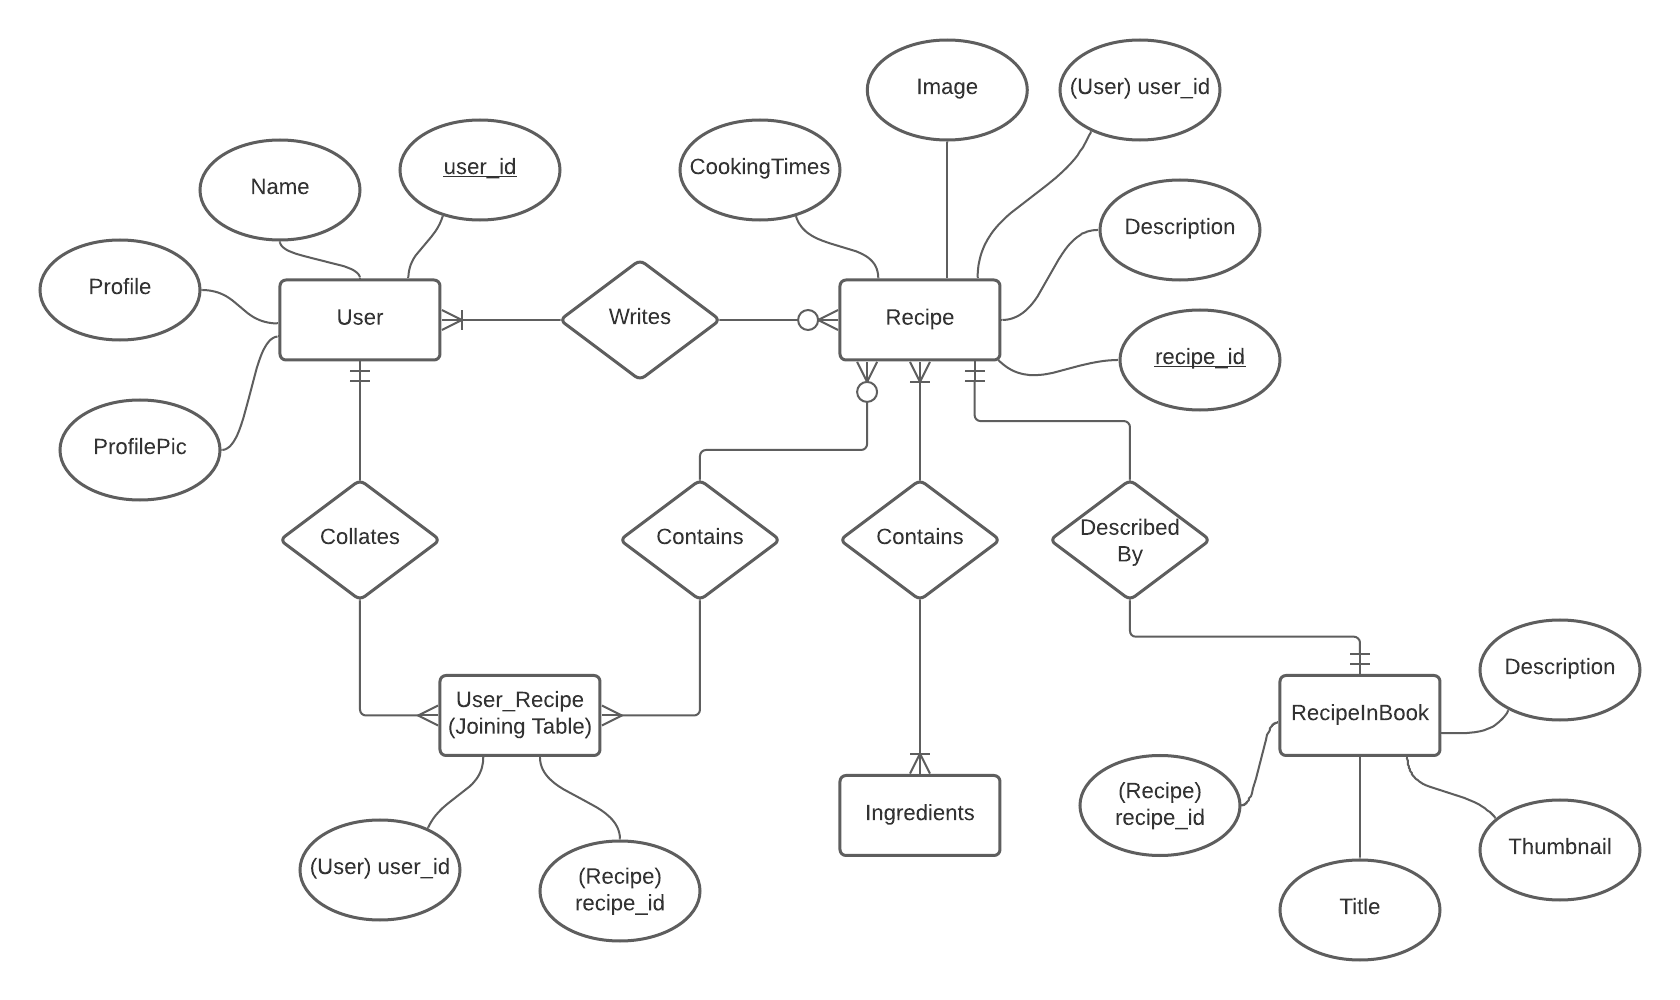 Image
(User) user_id
CookingTimes
user_id
Name
Description
Profile
User
Writes
Recipe
recipe_id
ProfilePic
Collates
Contains
Contains
Described
By
User_Recipe
(Joining Table)
RecipeInBook
Description
(Recipe)
recipe_id
Ingredients
Thumbnail
(User) user_id
(Recipe)
recipe_id
Title